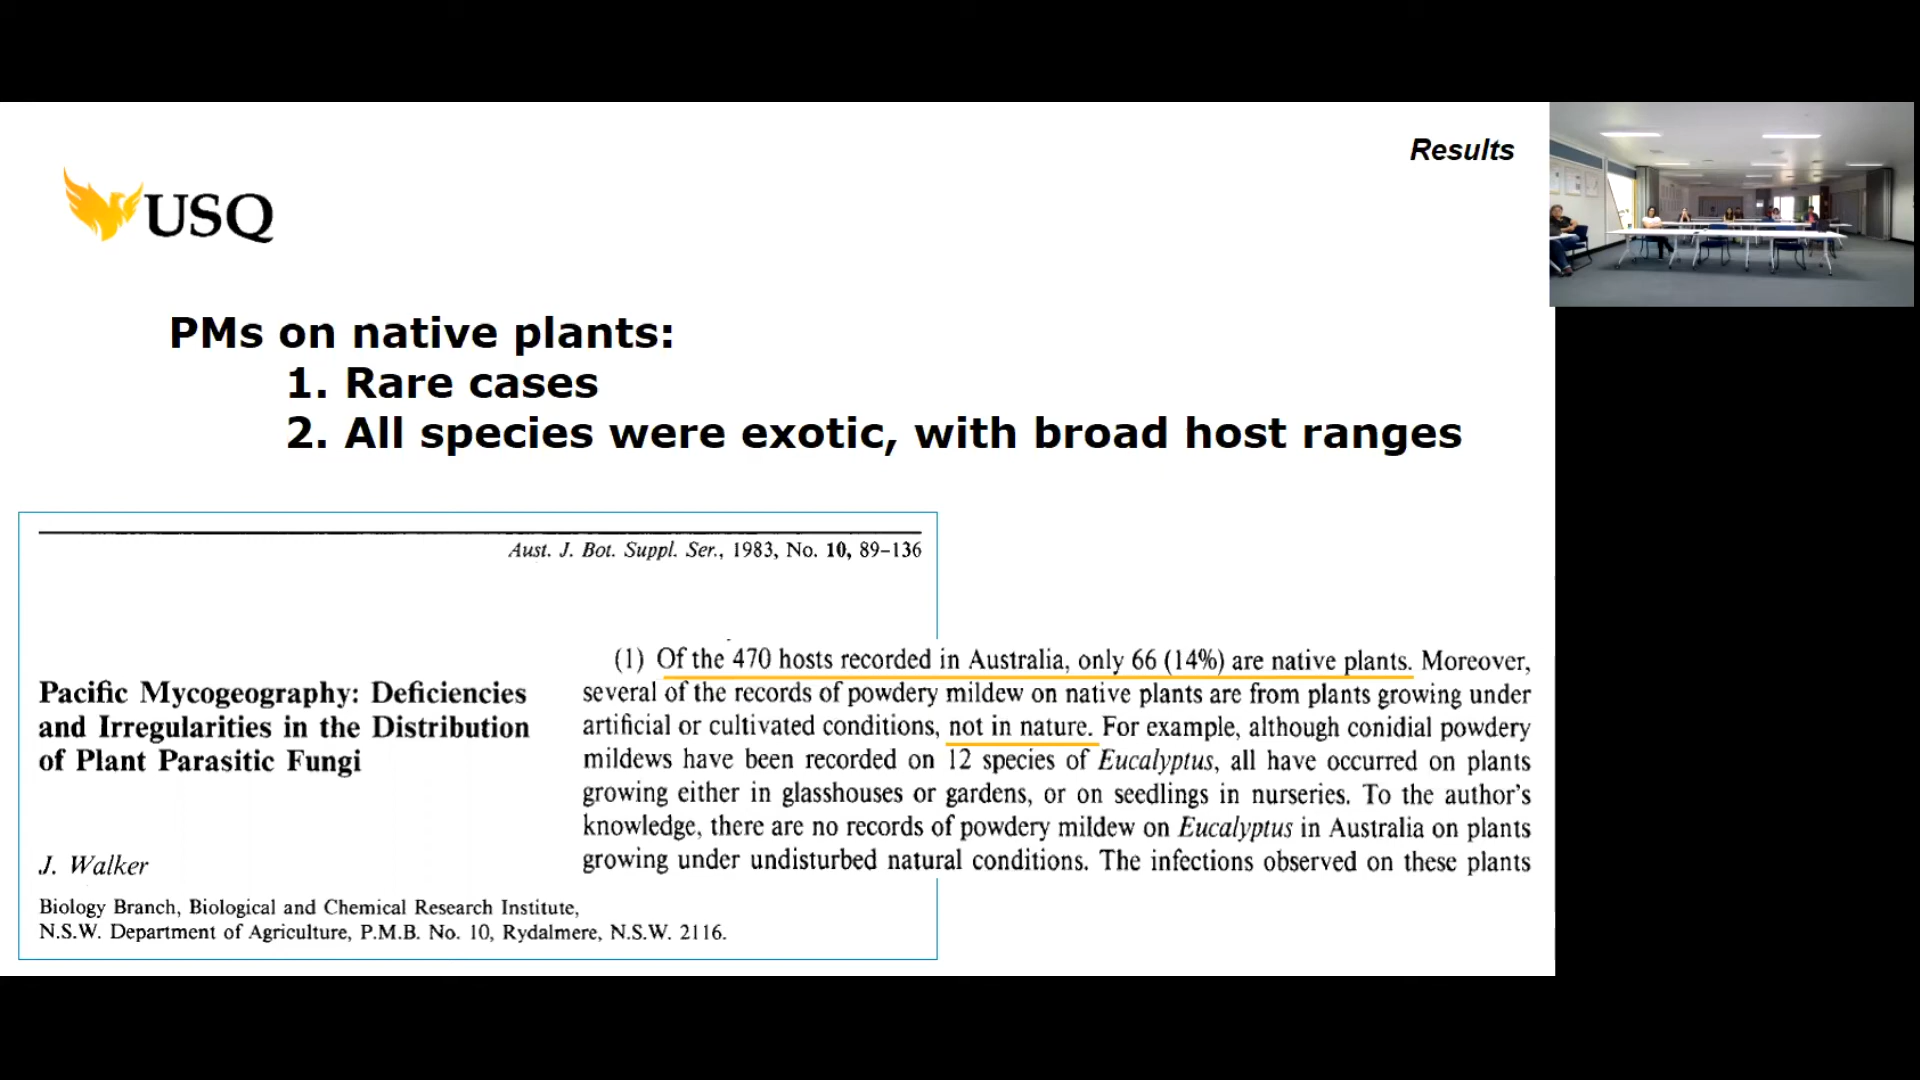 Results
USQ
PMs on native plants:
1. Rare cases
2. All species were exotic, with broad host ranges
Aust. J. Bot. Suppl. Ser., 1983, No. 10, 89–136
Pacific Mycogeography: Deficiencies
and Irregularities in the Distribution
of Plant Parasitic Fungi
J. Walker
Biology Branch, Biological and Chemical Research Institute,
N.S.W. Department of Agriculture, P.M.B. No. 10, Rydalmere, N.S.W. 2116.
(1) Of the 470 hosts recorded in Australia, only 66 (14%) are native plants. Moreover,
several of the records of powdery mildew on native plants are from plants growing under
artificial or cultivated conditions, not in nature. For example, although conidial powdery
mildews have been recorded on 12 species of Eucalyptus, all have occurred on plants
growing either in glasshouses or gardens, or on seedlings in nurseries. To the author's
knowledge, there are no records of powdery mildew on Eucalyptus in Australia on plants
growing under undisturbed natural conditions. The infections observed on these plants